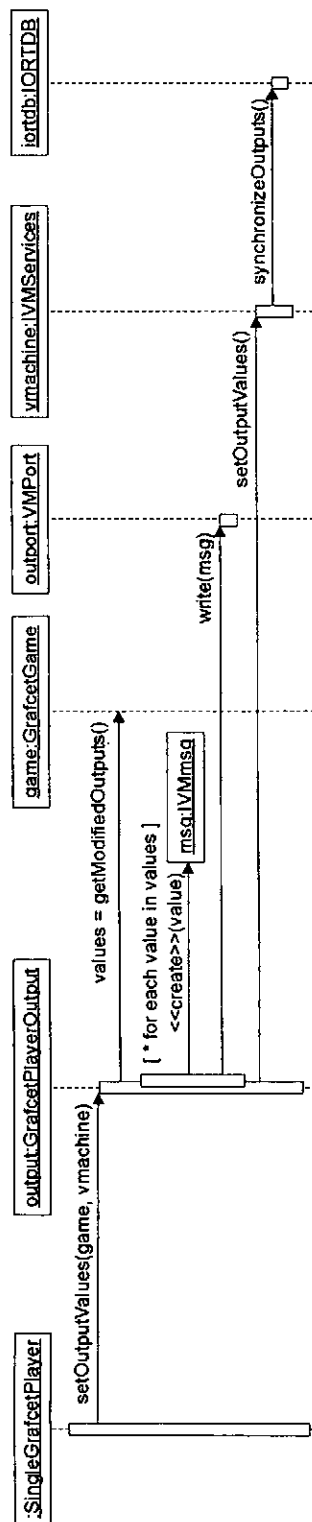 :SingleGrafcetPlayer
output:GrafcetPlayerOutput
game:GrafcetGame
outport:VMPort
vmachine:IVMServices
iortdb:IORTDB
setOutputValues(game, vmachine)
values = getModifiedOutputs()
[ * for each value in values ]
<<create>>(value)
msg:IVMmsg
write(msg)
setOutputValues()
synchronizeOutputs()